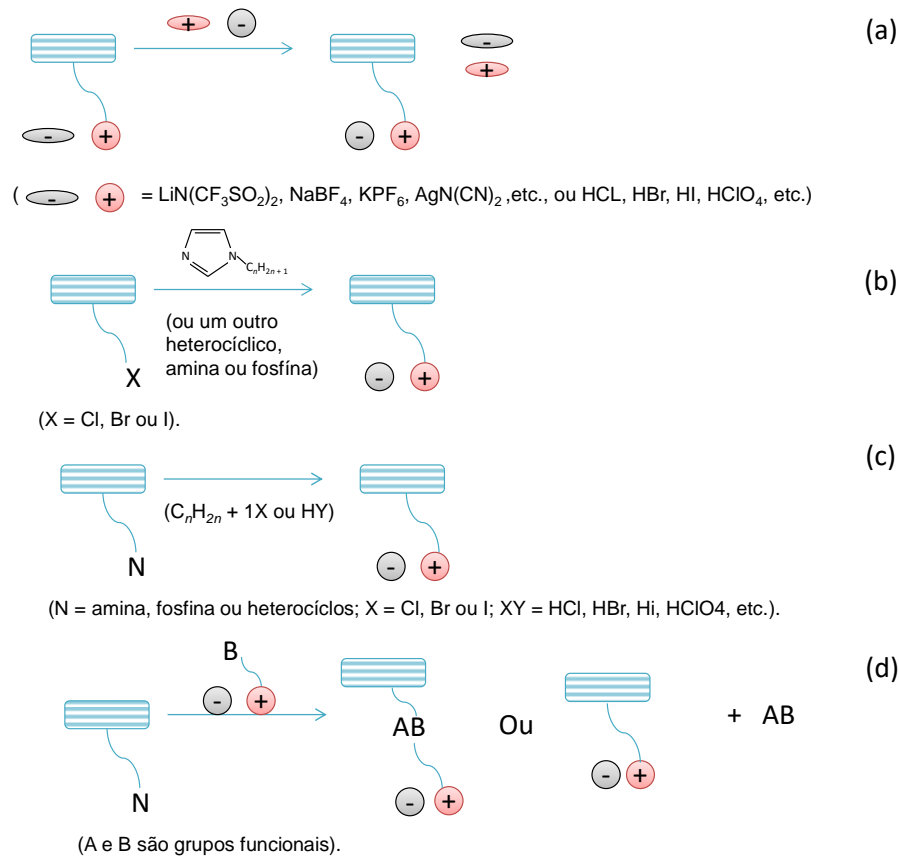 (a)
+ -
-
+
- +
- +
( - + = LiN(CF₃SO₂)₂, NaBF₄, KPF₆, AgN(CN)₂ ,etc., ou HCL, HBr, HI, HClO₄, etc.)
(b)
N N
CₙH₂ₙ₊₁
(ou um outro
heterocíclico,
amina ou fosfína)
X
- +
(X = Cl, Br ou I).
(c)
(CₙH₂ₙ + 1X ou HY)
N
- +
(N = amina, fosfina ou heterocíclos; X = Cl, Br ou I; XY = HCl, HBr, Hi, HClO4, etc.).
(d)
B
- +
AB Ou + AB
N
- +
- +
(A e B são grupos funcionais).